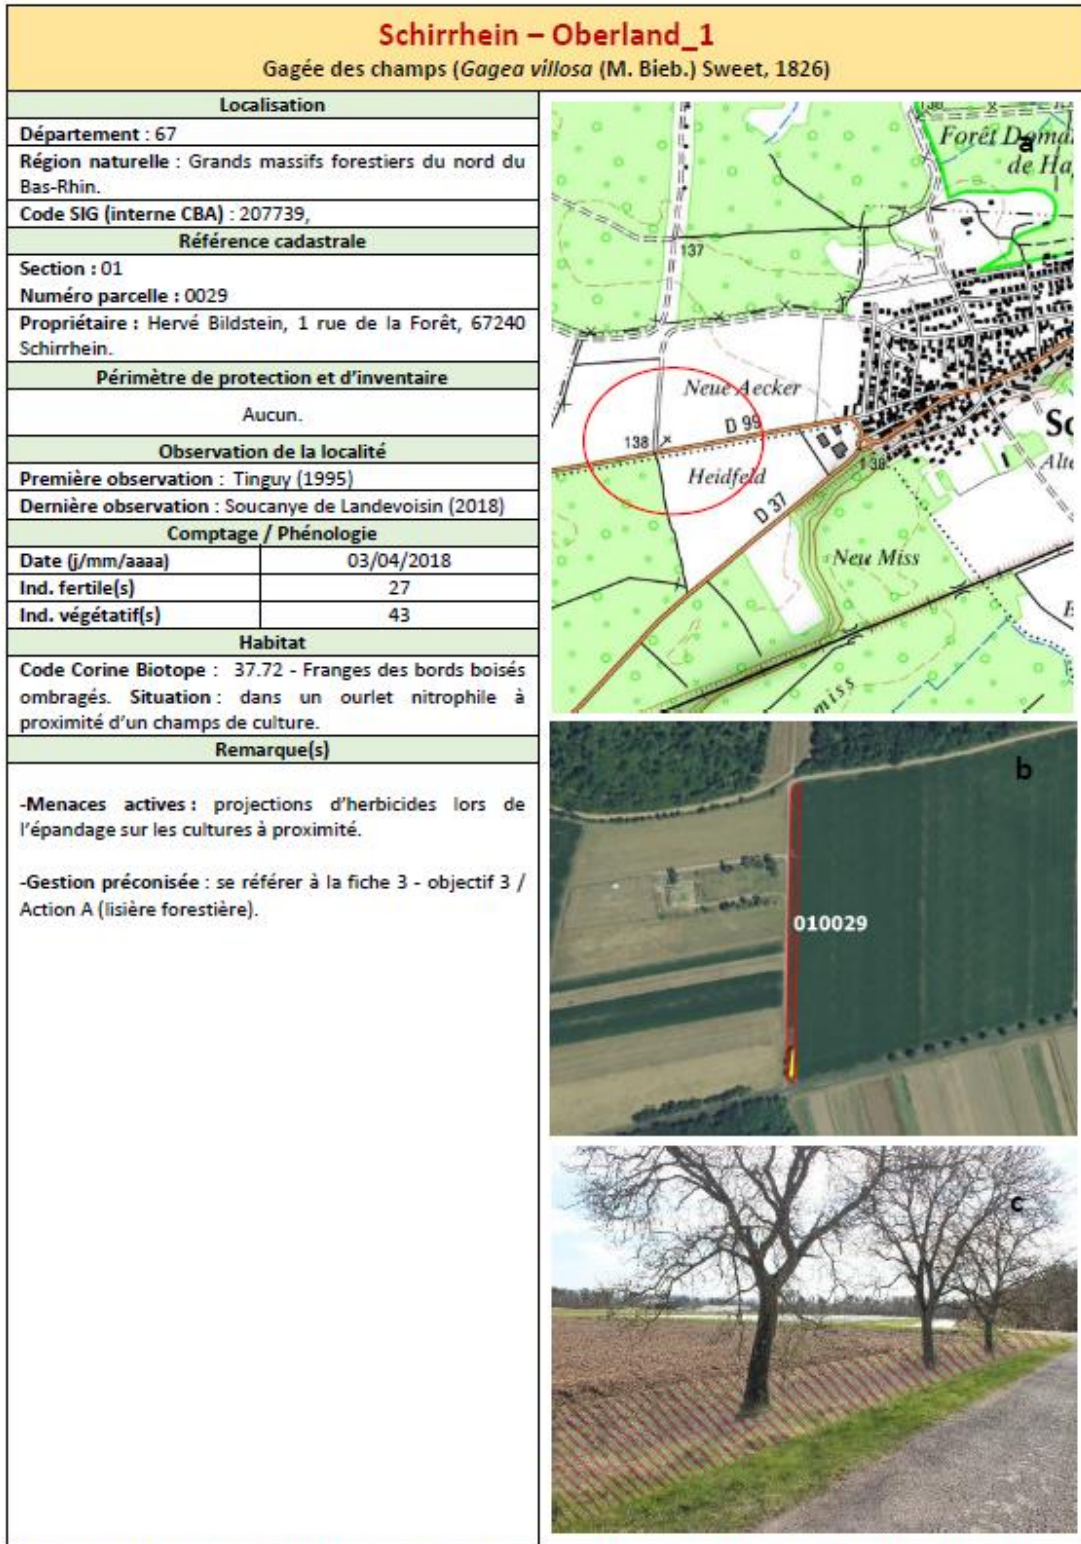 Schirrhein – Oberland_1
Gagée des champs (Gagea villosa (M. Bieb.) Sweet, 1826)
Localisation
Département : 67
Région naturelle : Grands massifs forestiers du nord du
Bas-Rhin.
Code SIG (interne CBA) : 207739,
Référence cadastrale
Section : 01
Numéro parcelle : 0029
Propriétaire : Hervé Bildstein, 1 rue de la Forêt, 67240
Schirrhein.
Périmètre de protection et d'inventaire
Aucun.
Observation de la localité
Première observation : Tinguy (1995)
Dernière observation : Soucanye de Landevoisin (2018)
Comptage / Phénologie
Date (j/mm/aaaa) 03/04/2018
Ind. fertile(s) 27
Ind. végétatif(s) 43
Habitat
Code Corine Biotope : 37.72 - Franges des bords boisés
ombragés. Situation : dans un ourlet nitrophile à
proximité d'un champs de culture.
Remarque(s)
-Menaces actives : projections d'herbicides lors de
l'épandage sur les cultures à proximité.
-Gestion préconisée : se référer à la fiche 3 - objectif 3 /
Action A (lisière forestière).
138
Forêt Doma
a
de Ha
137
Neue Aecker
D 99
138
Heidfeld
138
Sc
Alte
D 37
Neu Miss
E
miss
b
010029
c